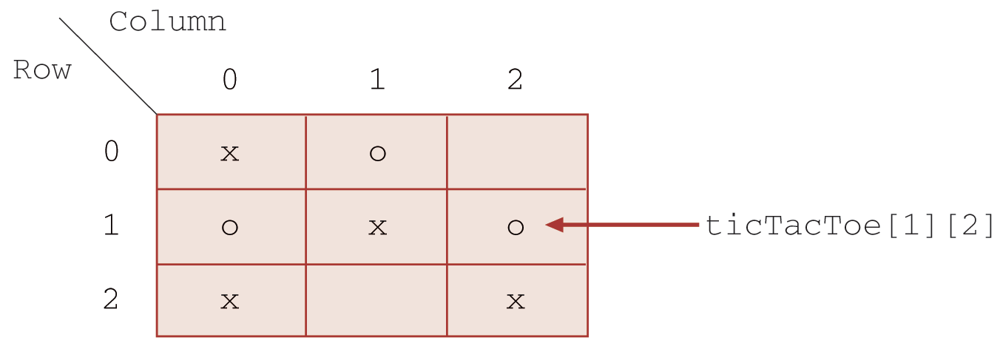 Column
Row
0 1 2
0 x o
1 o x o ticTacToe[1][2]
2 x x